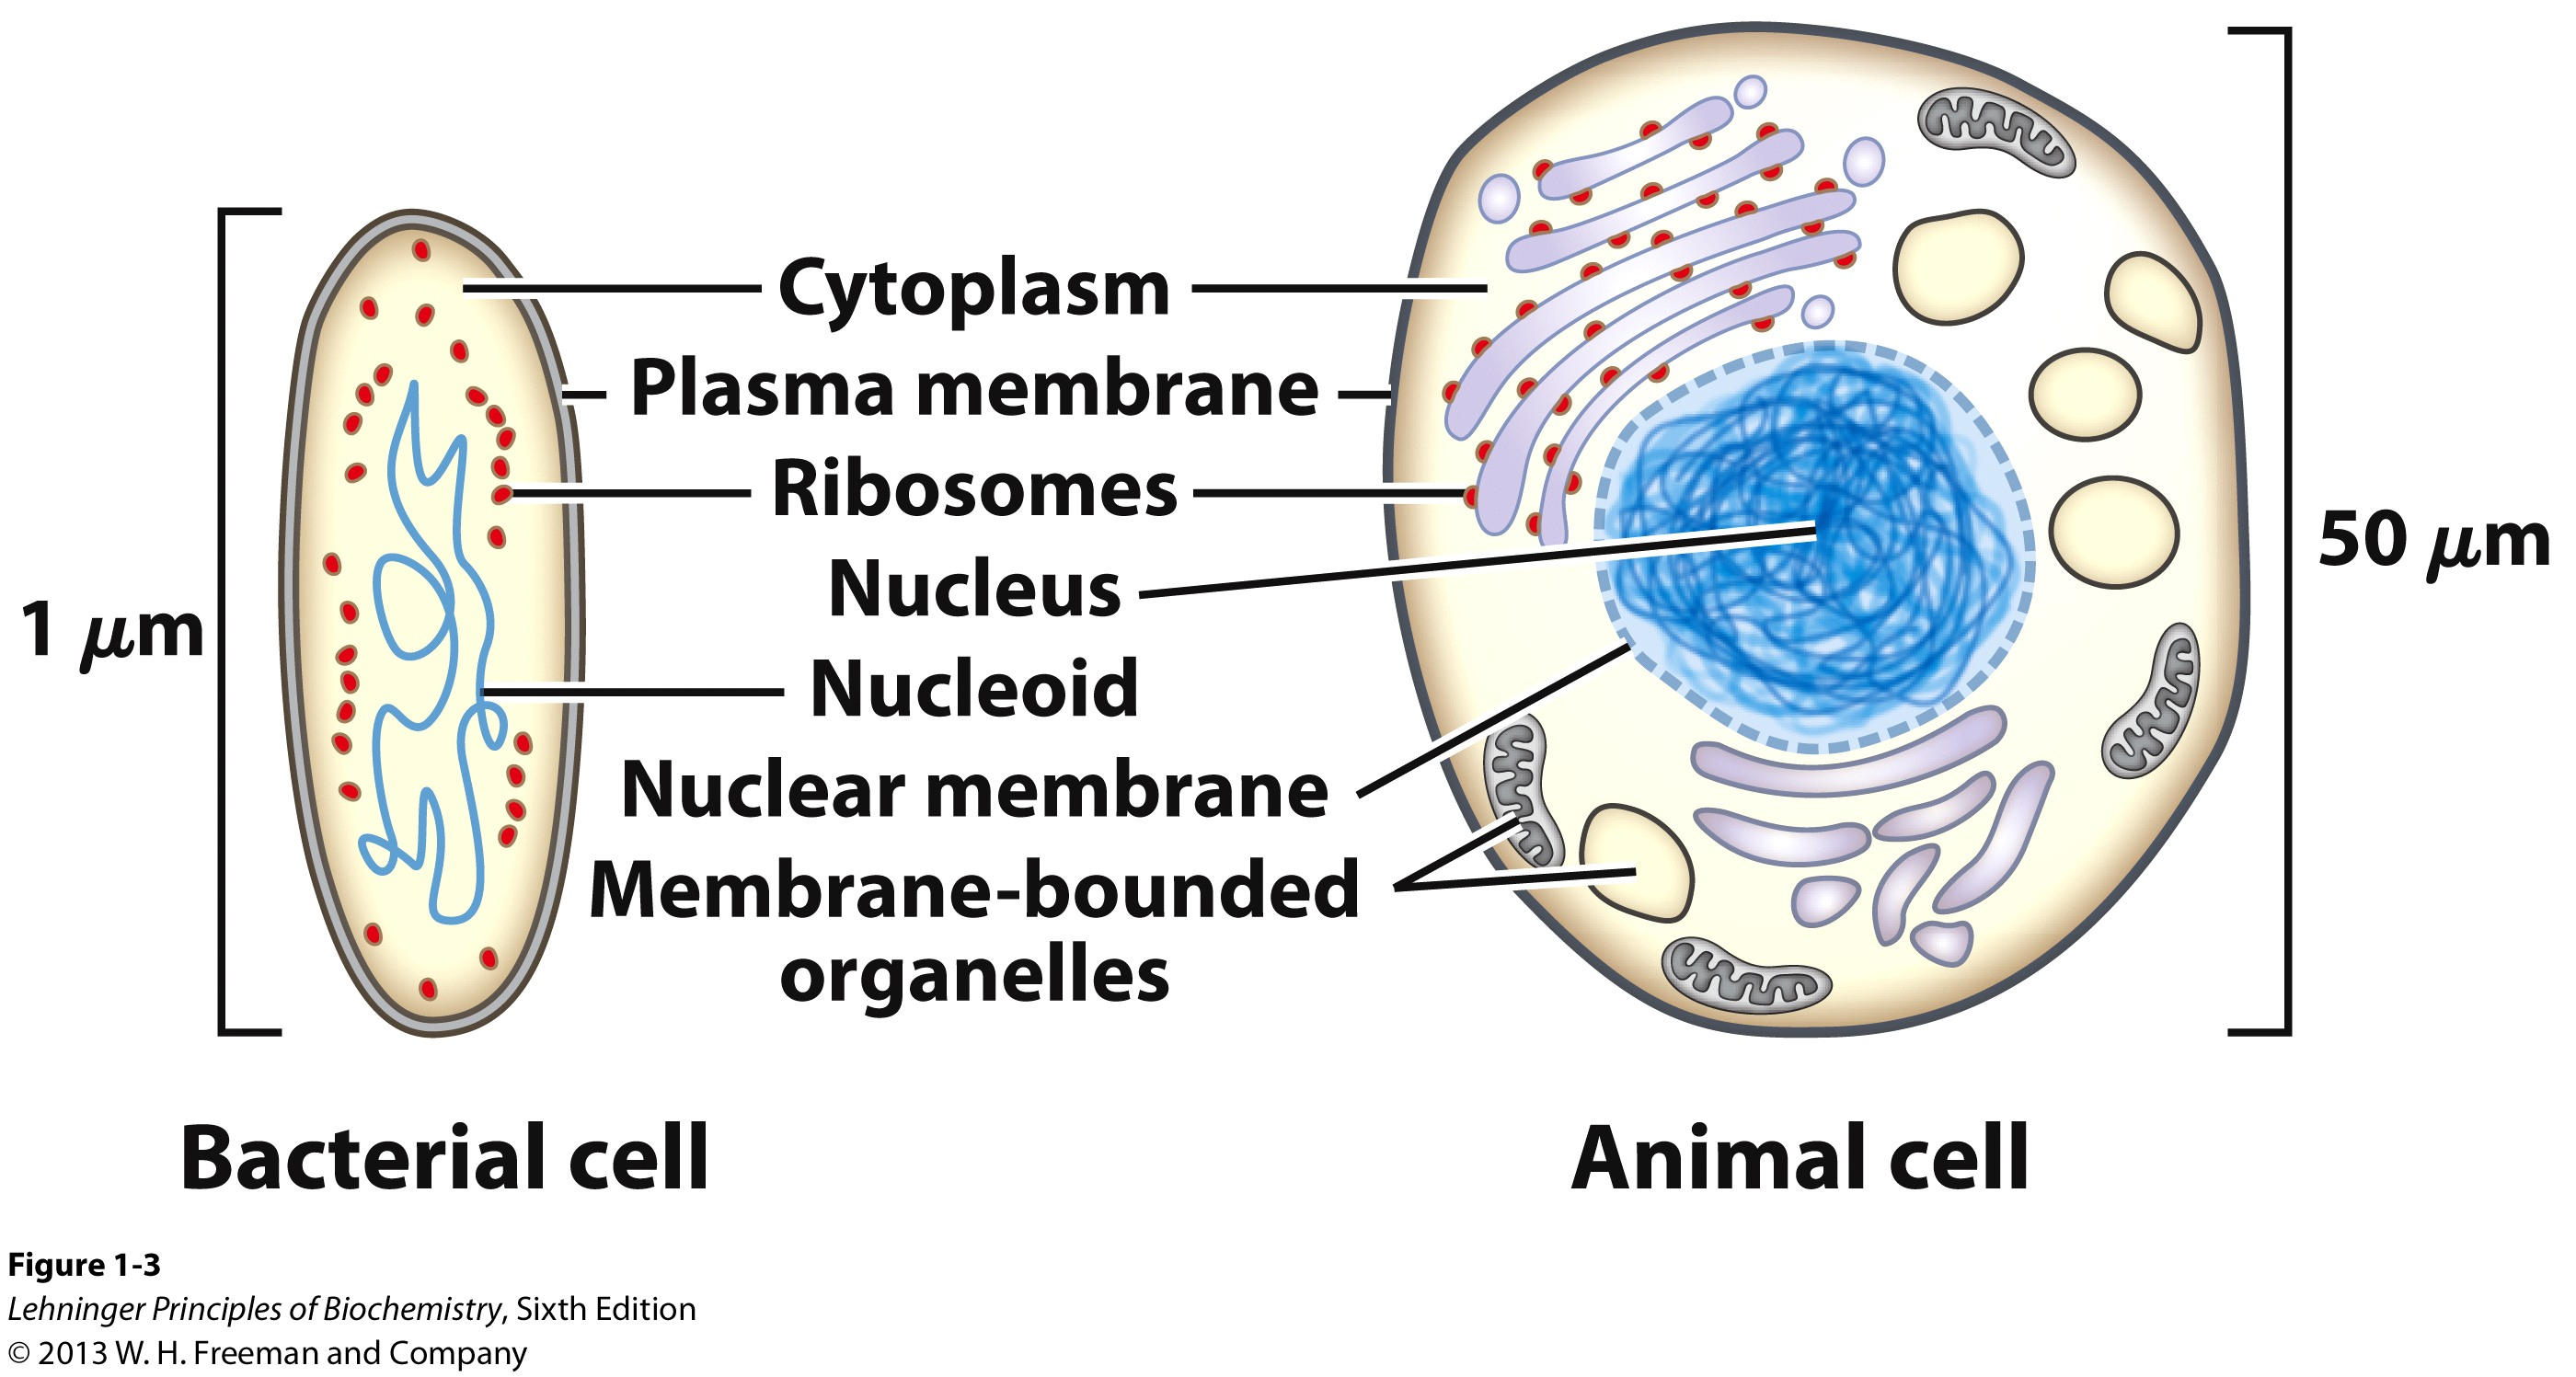 Cytoplasm
Plasma membrane
Ribosomes
Nucleus
Nucleoid
Nuclear membrane
Membrane-bounded
organelles
1 μm
50 μm
Bacterial cell
Animal cell
Figure 1-3
Lehninger Principles of Biochemistry, Sixth Edition
© 2013 W. H. Freeman and Company